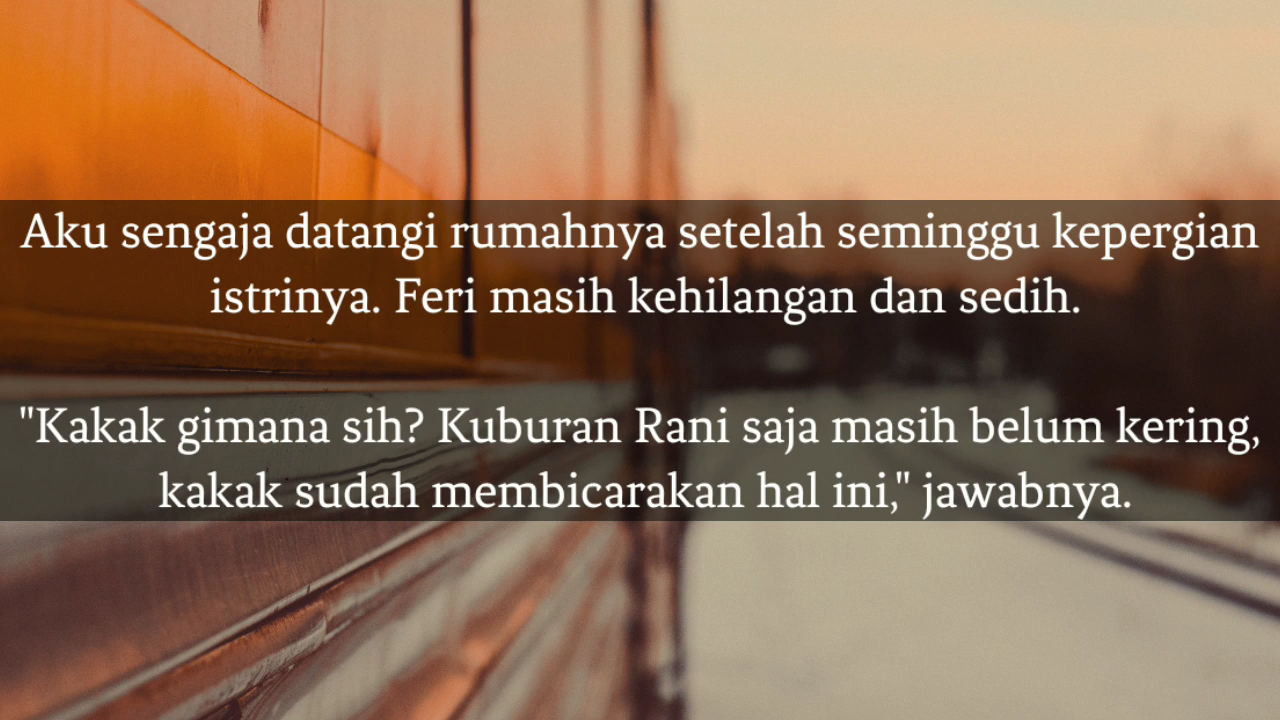 Aku sengaja datangi rumahnya setelah seminggu kepergian
istrinya. Feri masih kehilangan dan sedih.
"Kakak gimana sih? Kuburan Rani saja masih belum kering,
kakak sudah membicarakan hal ini," jawabnya.